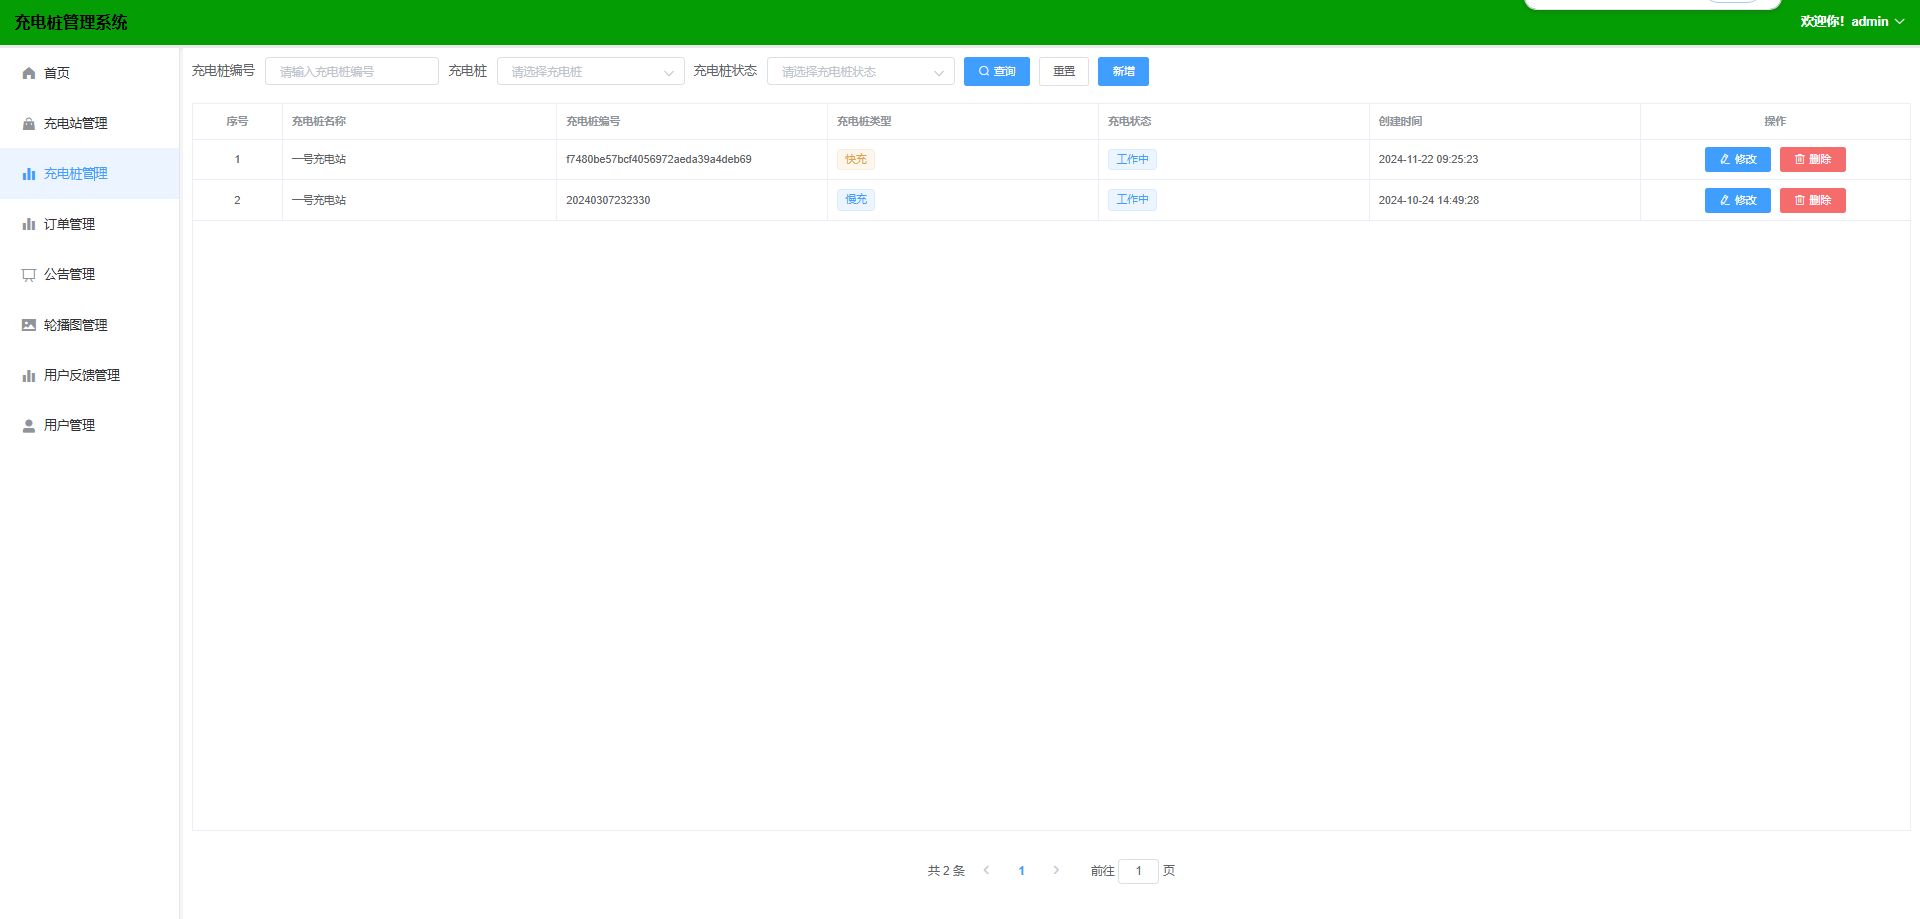 充电桩管理系统
欢迎你！admin
首页
充电站管理
充电桩管理
订单管理
公告管理
轮播图管理
用户反馈管理
用户管理
充电桩编号 请输入充电桩编号 充电桩 请选择充电桩 充电桩状态 请选择充电桩状态 查询 重置 新增
序号 充电桩名称 充电桩编号 充电桩类型 充电状态 创建时间 操作
1 一号充电站 f7480be57bcf4056972aeda39a4deb69 快充 工作中 2024-11-22 09:25:23 修改 删除
2 一号充电站 20240307232330 慢充 工作中 2024-10-24 14:49:28 修改 删除
共 2 条 1 前往 1 页